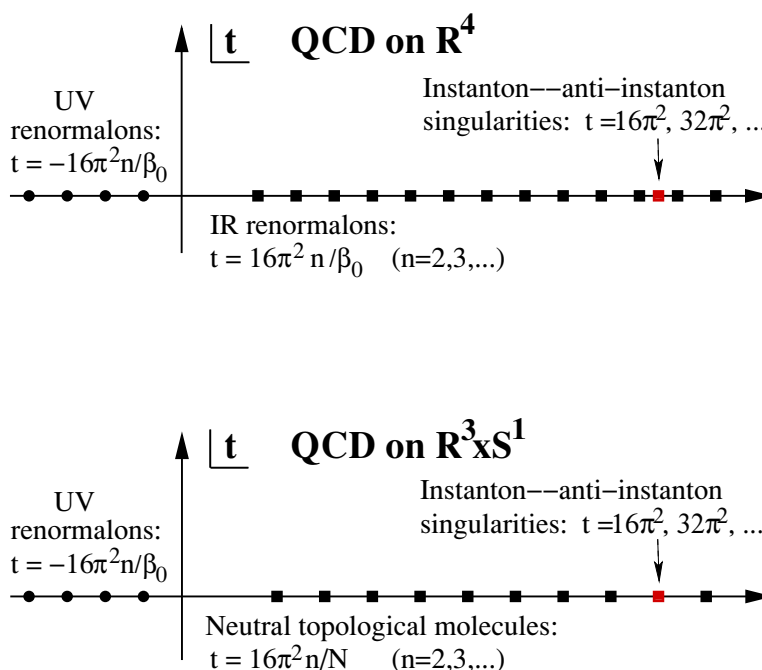 t QCD on R⁴
Instanton−−anti−instanton
singularities: t =16π², 32π², ...
UV
renormalons:
t = −16π²n/β₀
IR renormalons:
t = 16π² n/β₀ (n=2,3,...)
t QCD on R³xS¹
Instanton−−anti−instanton
singularities: t =16π², 32π², ...
UV
renormalons:
t = −16π²n/β₀
Neutral topological molecules:
t = 16π²n/N (n=2,3,...)